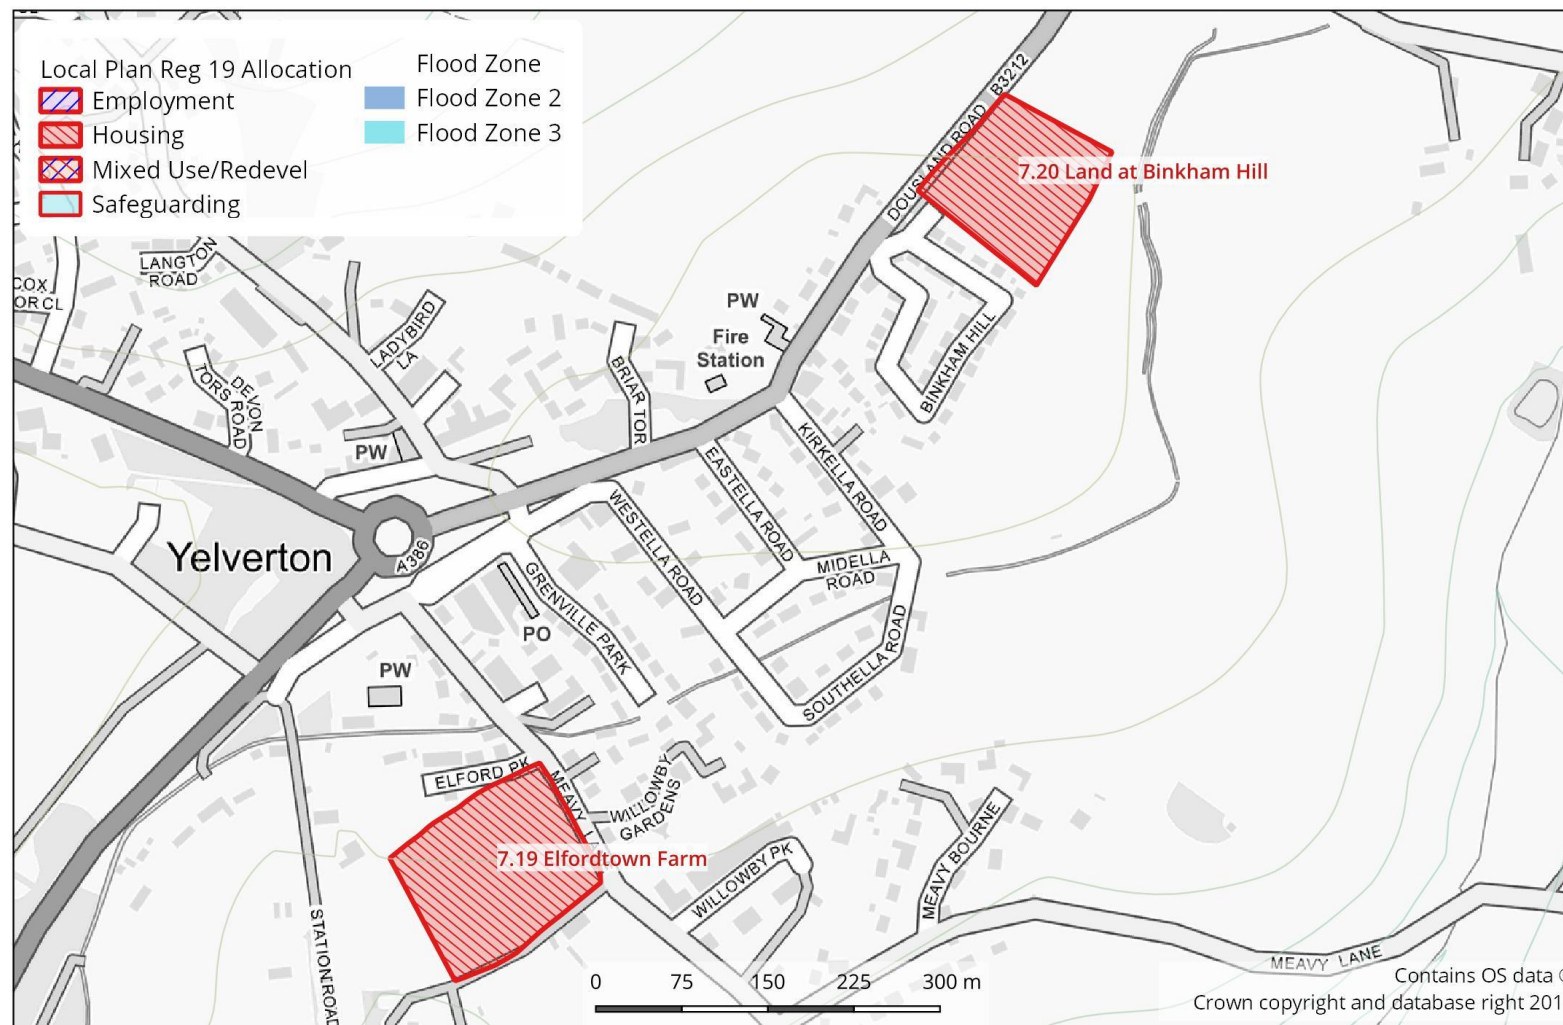 Local Plan Reg 19 Allocation
Employment
Housing
Mixed Use/Redevel
Safeguarding
Flood Zone
Flood Zone 2
Flood Zone 3
DOUSLAND ROAD B3212
7.20 Land at Binkham Hill
LANGTON
ROAD
COX
TOR CL
LADYBIRD
LA
PW
Fire
Station
BINKHAM HILL
BRIAR TOR
DEVON
TORS ROAD
PW
KIRKELLA ROAD
EASTELLA ROAD
WESTELLA ROAD
MIDELLA
ROAD
Yelverton
A386
GRENVILLE PARK
PO
SOUTHELLA ROAD
PW
ELFORD PK
MEAVY LA
WILLOWBY
GARDENS
7.19 Elfordtown Farm
WILLOWBY PK
MEAVY BOURNE
STATION ROAD
MEAVY LANE
0 75 150 225 300 m
Contains OS data ©
Crown copyright and database right 201